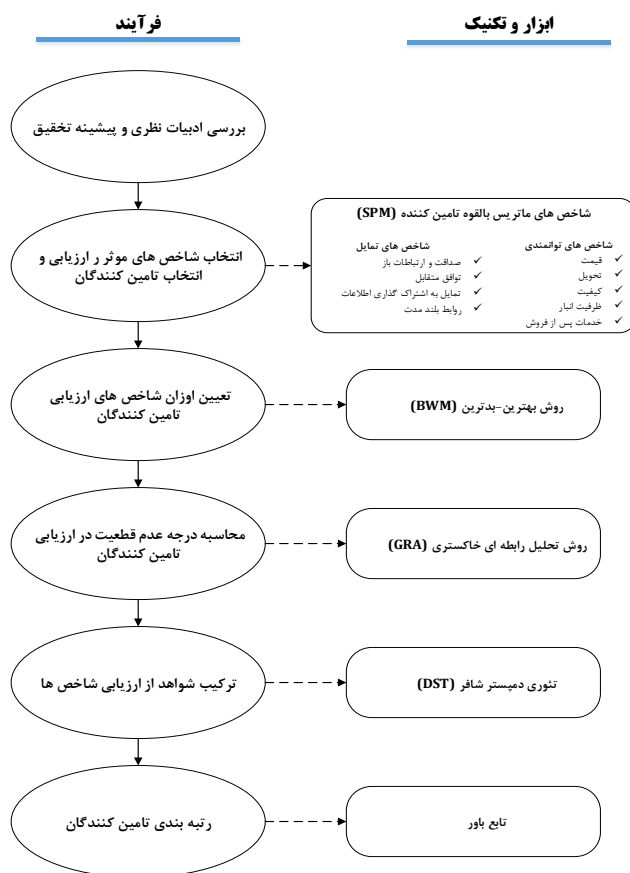 ابزار و تکنیک
فرآیند
بررسی ادبیات نظری و پیشینه تحقیق
انتخاب شاخص های موثر ر ارزیابی و
انتخاب تامین کنندگان
شاخص های ماتریس بالقوه تامین کننده (SPM)
شاخص های توانمندی
✓ قیمت
✓ تحویل
✓ کیفیت
✓ ظرفیت انبار
✓ خدمات پس از فروش
شاخص های تمایل
✓ صداقت و ارتباطات باز
✓ توافق متقابل
✓ تمایل به اشتراک گذاری اطلاعات
✓ روابط بلند مدت
تعیین اوزان شاخص های ارزیابی
تامین کنندگان
روش بهترین-بدترین (BWM)
محاسبه درجه عدم قطعیت در ارزیابی
تامین کنندگان
روش تحلیل رابطه ای خاکستری (GRA)
ترکیب شواهد از ارزیابی شاخص ها
تئوری دمپستر شافر (DST)
رتبه بندی تامین کنندگان
تابع باور